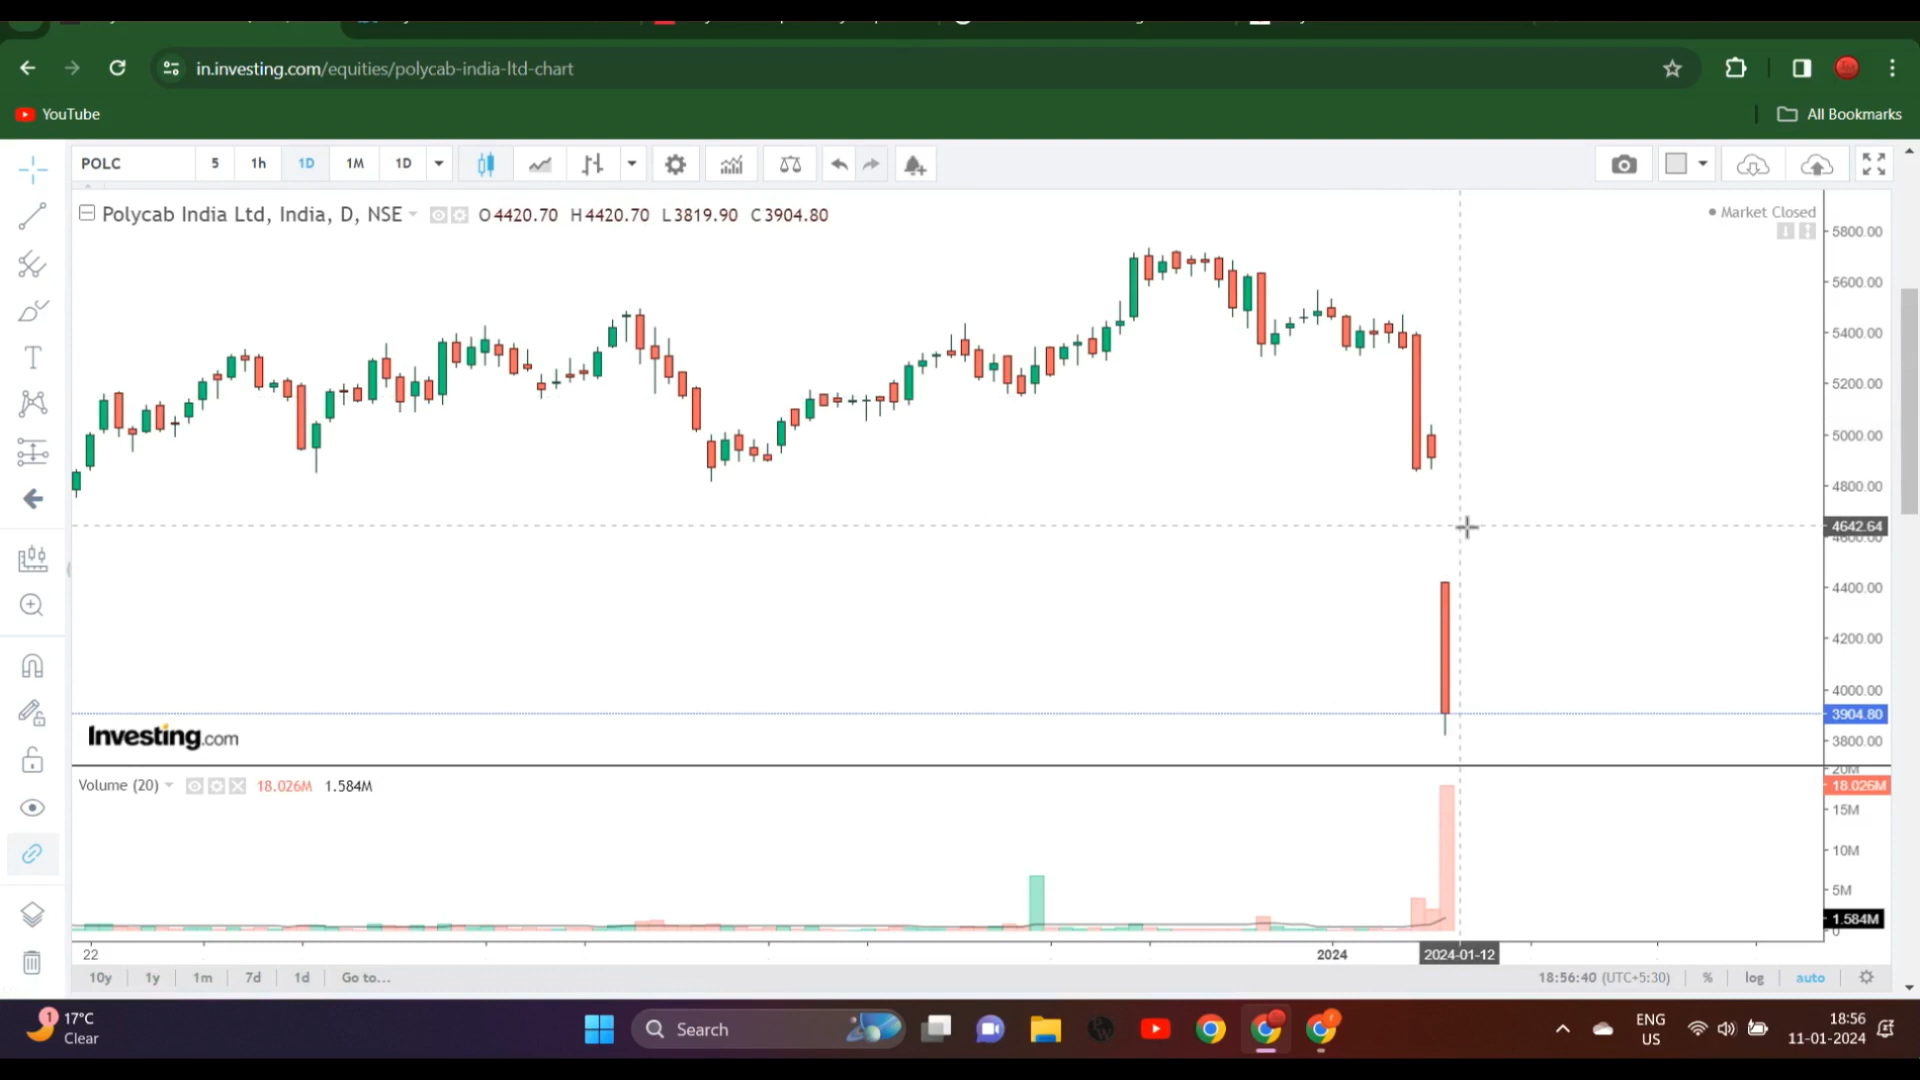 in.investing.com/equities/polycab-india-ltd-chart
YouTube
All Bookmarks
POLC 5 1h 1D 1M 1D
Polycab India Ltd, India, D, NSE O4420.70 H4420.70 L3819.90 C3904.80
Market Closed
5800.00
5600.00
5400.00
5200.00
5000.00
4800.00
4642.64
4600.00
4400.00
4200.00
4000.00
3904.80
3800.00
Investing.com
Volume (20) 18.026M 1.584M
20M
18.026M
15M
10M
5M
1.584M
0
22 2024 2024-01-12
10y 1y 1m 7d 1d Go to... 18:56:40 (UTC+5:30) % log auto
1
17°C
Clear
Search
ENG
US
18:56
11-01-2024